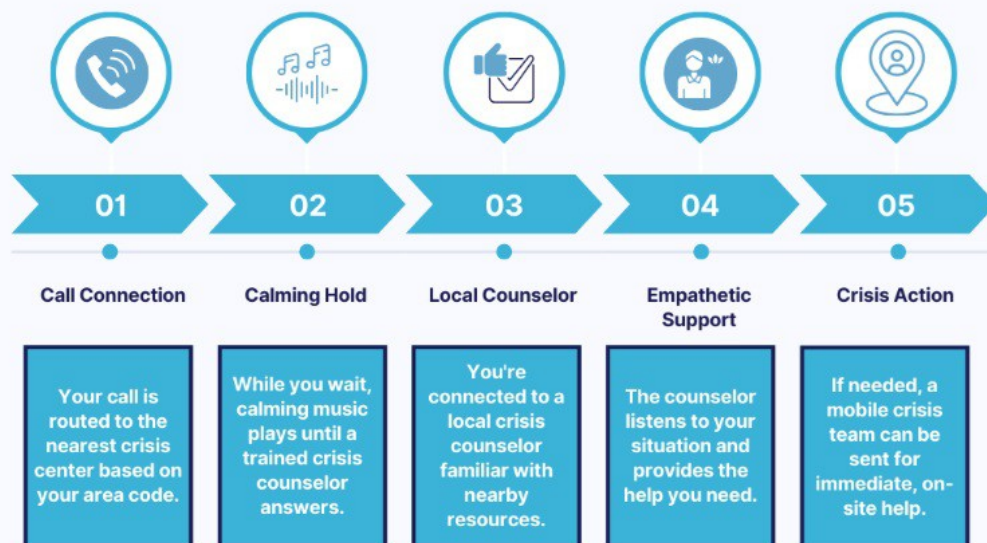 01
02
03
04
05
Call Connection
Calming Hold
Local Counselor
Empathetic
Support
Crisis Action
Your call is
routed to the
nearest crisis
center based on
your area code.
While you wait,
calming music
plays until a
trained crisis
counselor
answers.
You're
connected to a
local crisis
counselor
familiar with
nearby
resources.
The counselor
listens to your
situation and
provides the
help you need.
If needed, a
mobile crisis
team can be
sent for
immediate, on-
site help.